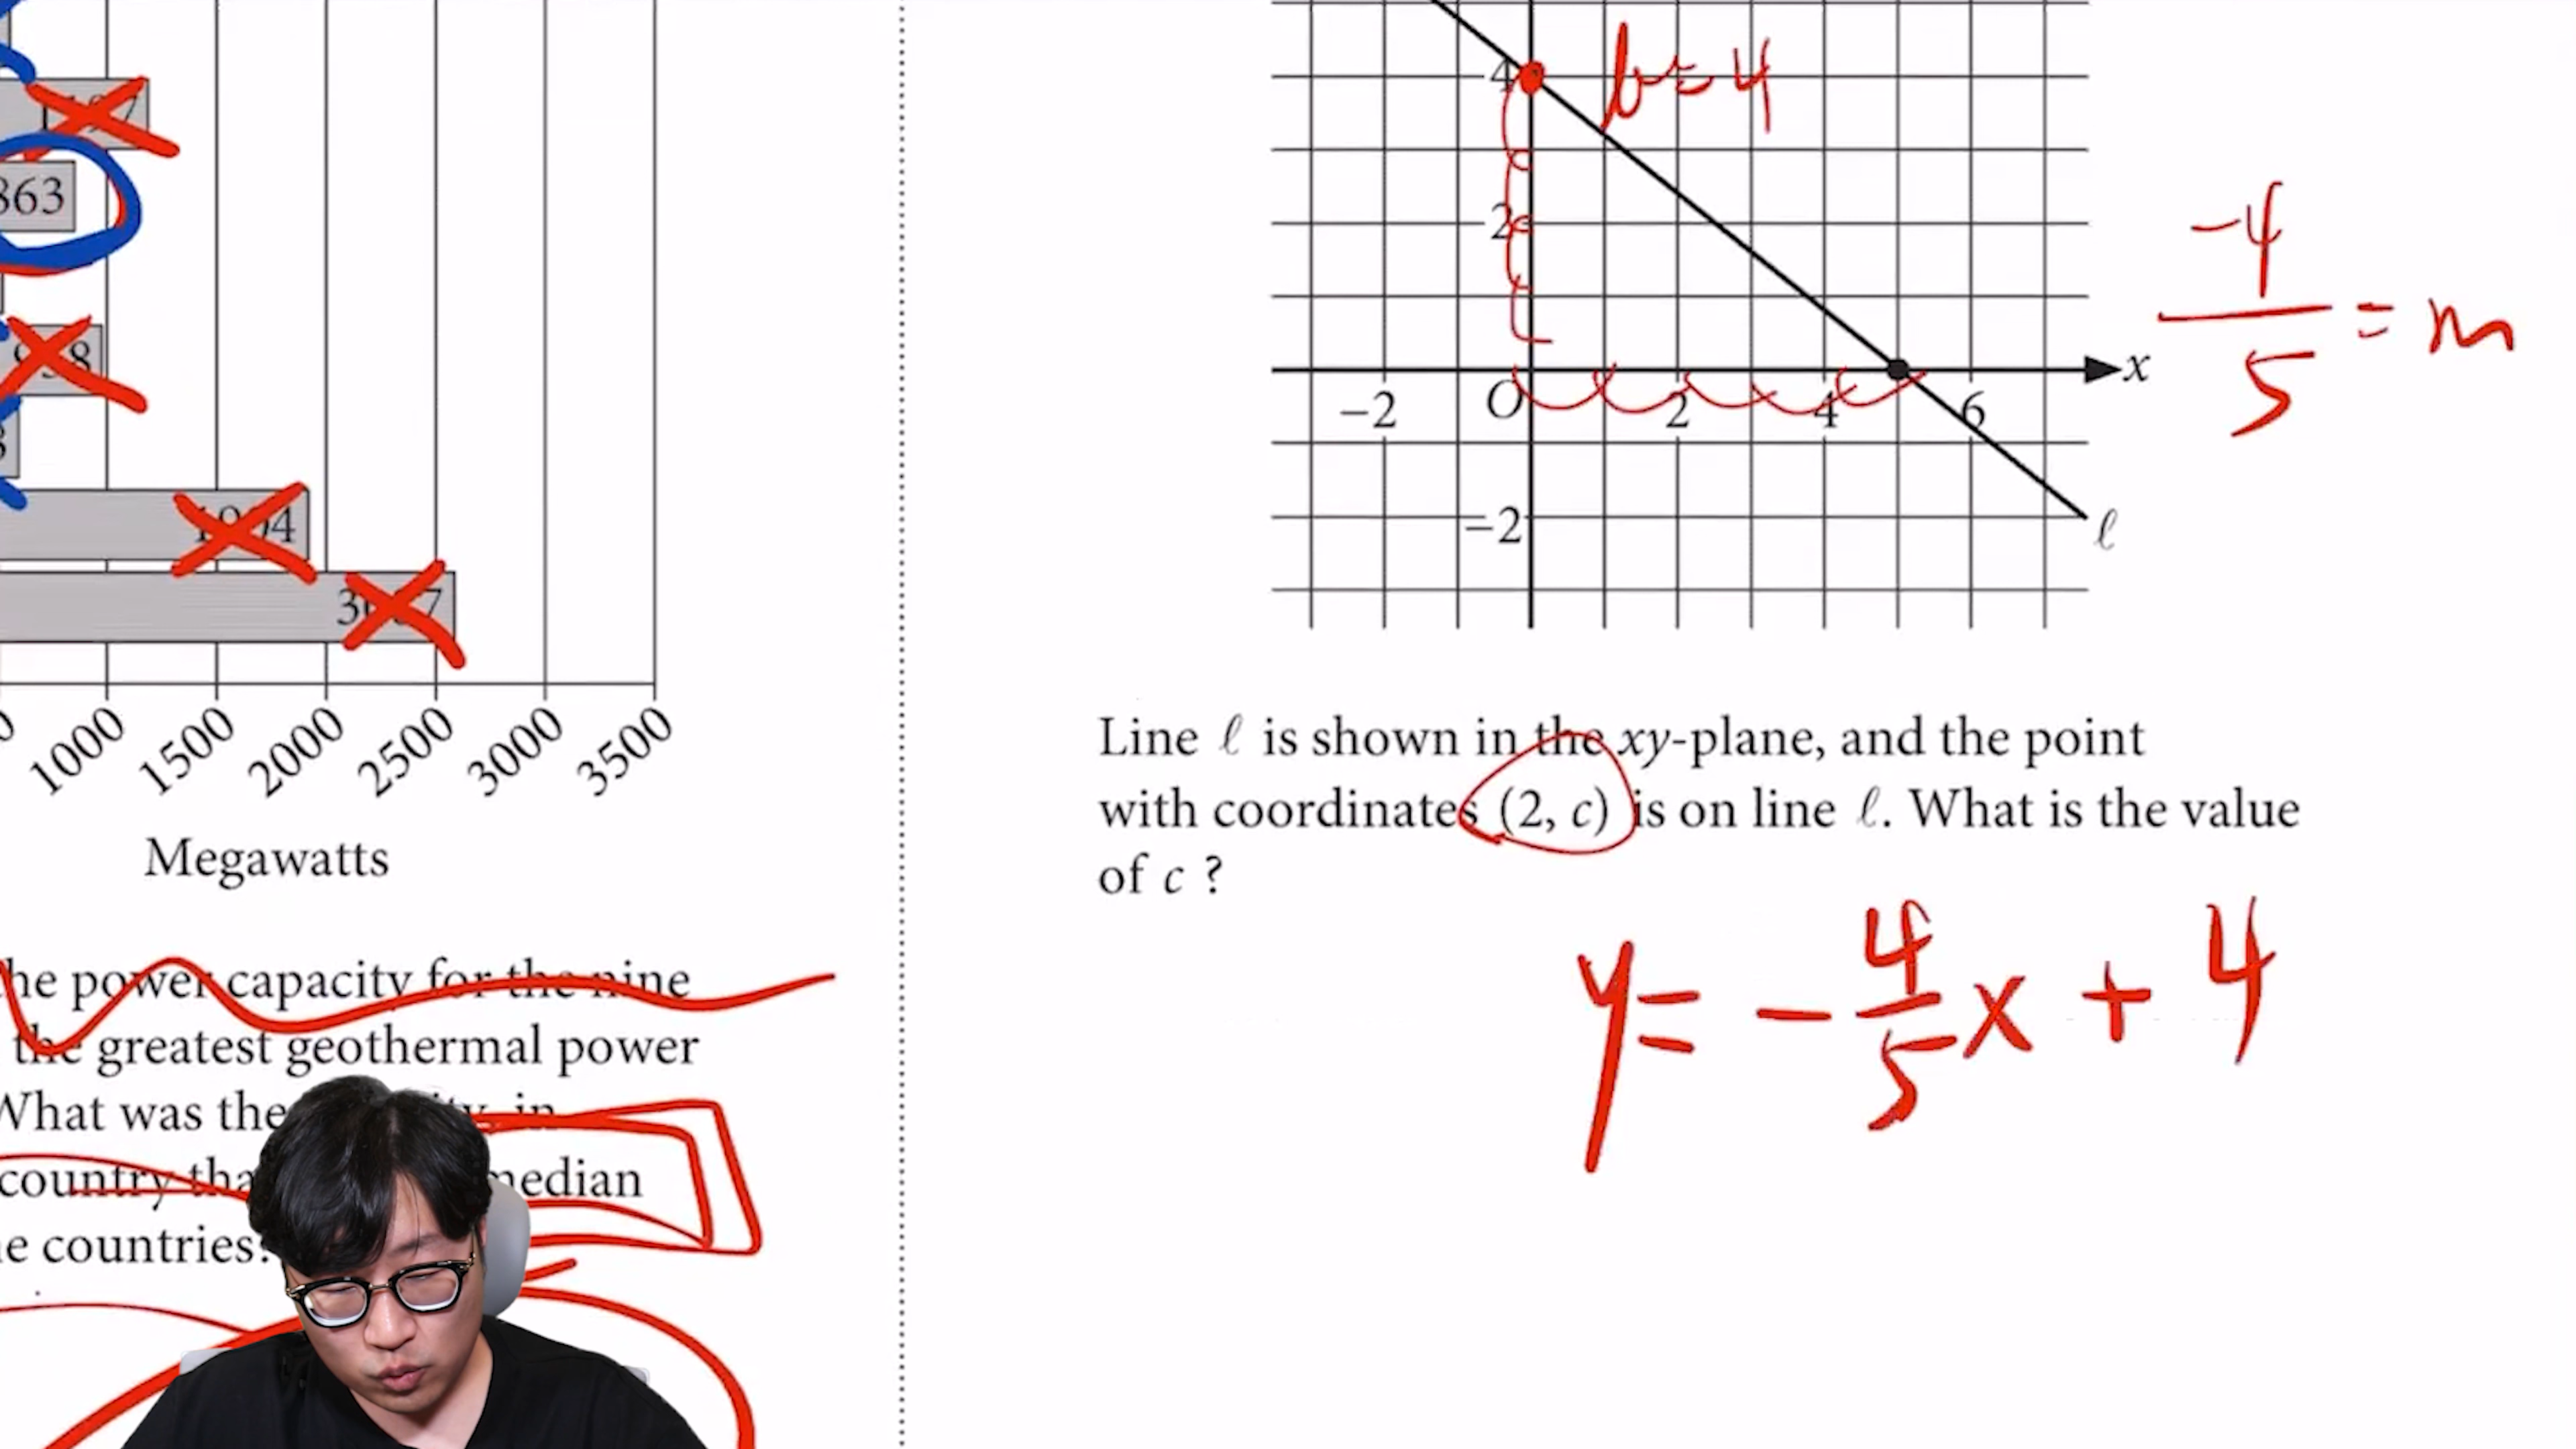 863
1000
1500
2000
2500
3000
3500
Megawatts
he power capacity for the nine
the greatest geothermal power
What was the in
country median
e countries?
4
b = 4
2
−2
O
2
4
6
x
−2
ℓ
-4
5
= m
Line ℓ is shown in the xy-plane, and the point
with coordinates (2, c) is on line ℓ. What is the value
of c ?
y = - 4/5 x + 4